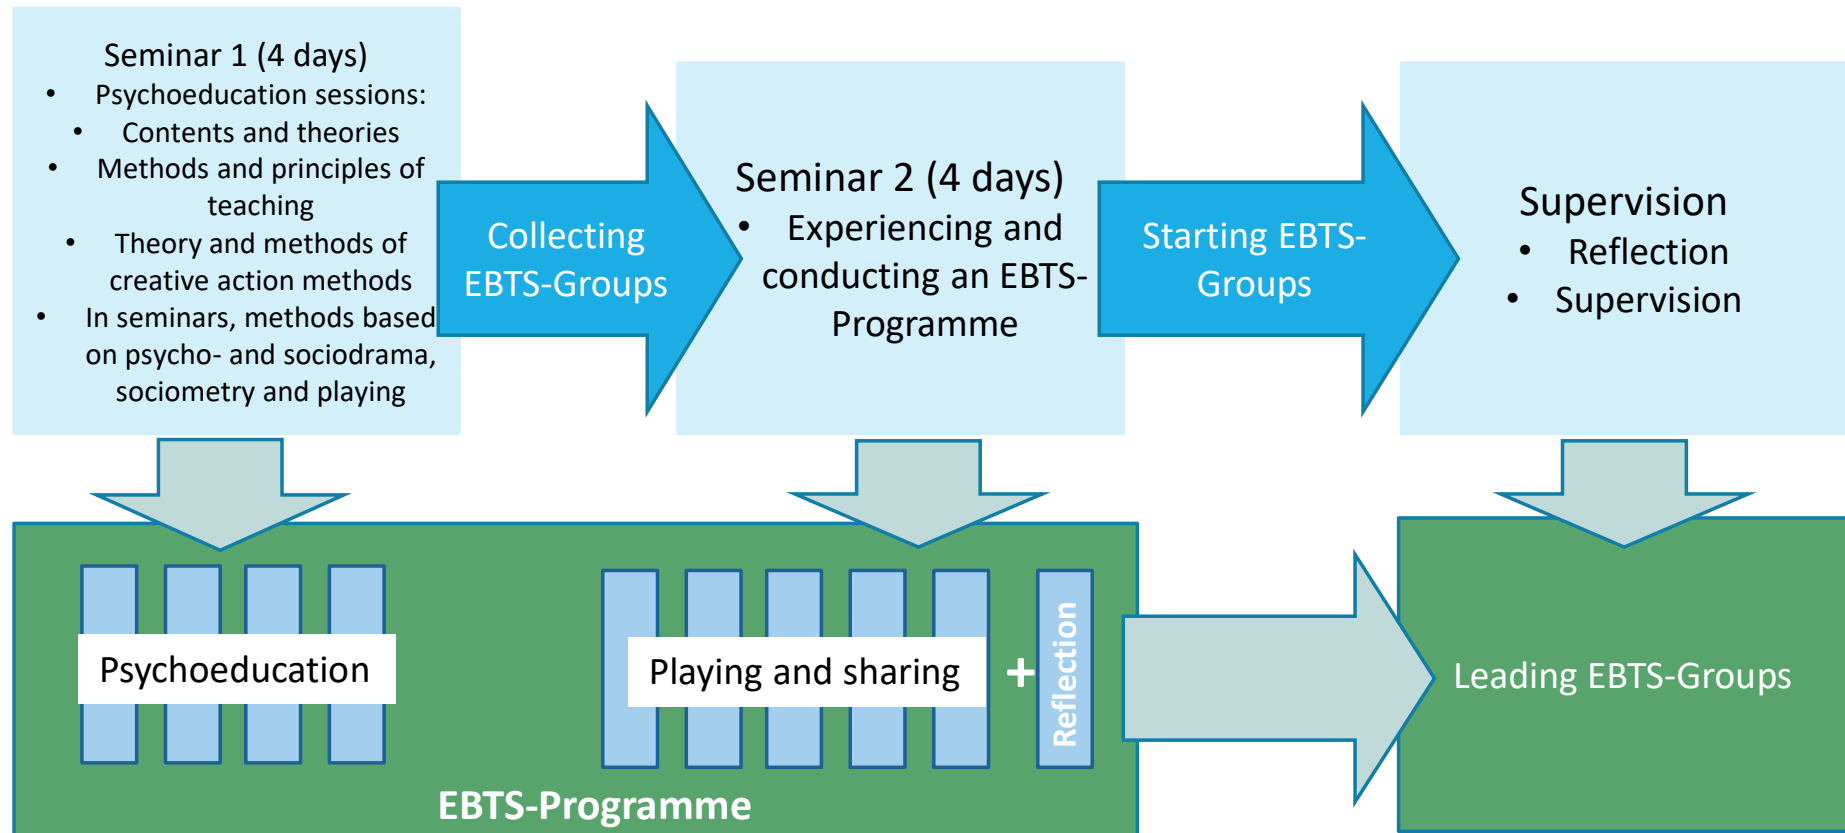 Seminar 1 (4 days)
• Psychoeducation sessions:
• Contents and theories
• Methods and principles of
teaching
• Theory and methods of
creative action methods
• In seminars, methods based
on psycho- and sociodrama,
sociometry and playing
Collecting
EBTS-Groups
Seminar 2 (4 days)
• Experiencing and
conducting an EBTS-
Programme
Starting EBTS-
Groups
Supervision
• Reflection
• Supervision
Psychoeducation
Playing and sharing
+
Reflection
EBTS-Programme
Leading EBTS-Groups